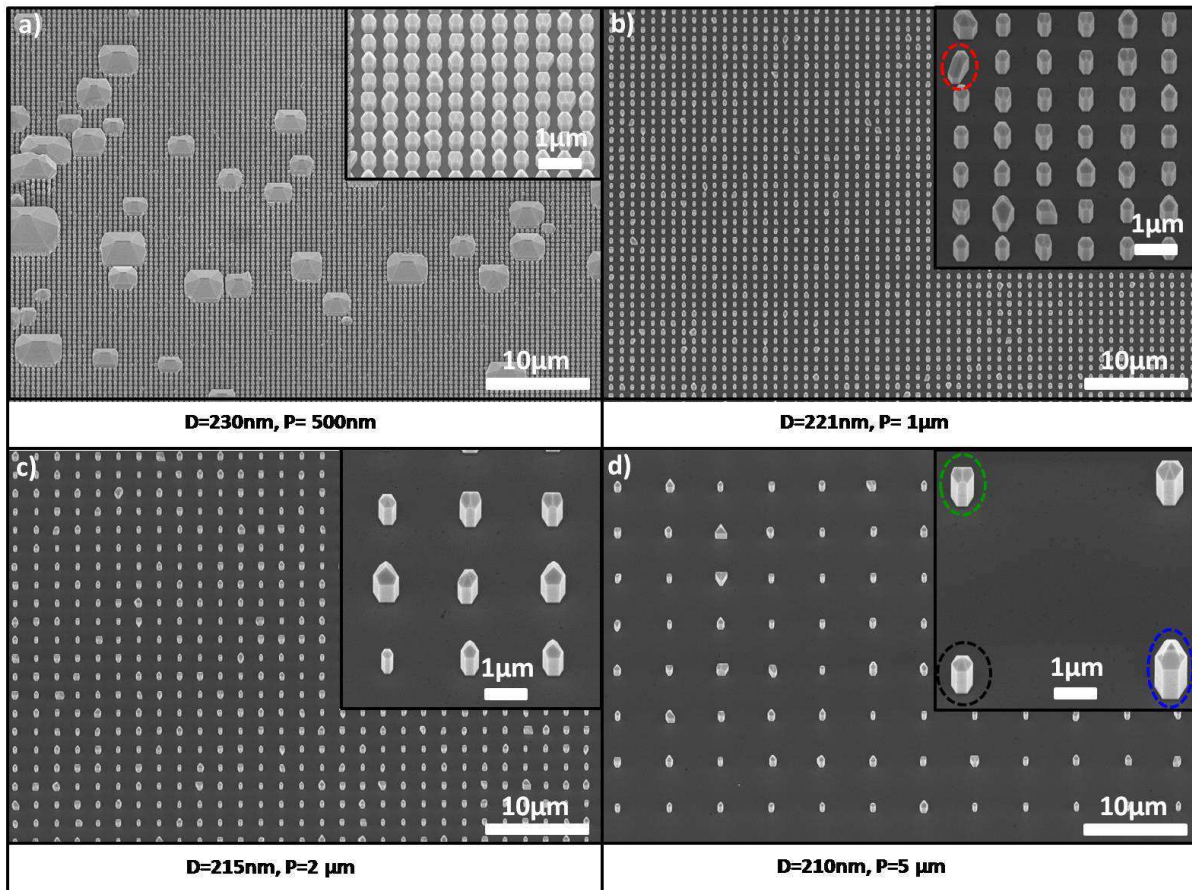 a)
1μm
10μm
b)
1μm
10μm
D=230nm, P= 500nm
D=221nm, P= 1μm
c)
1μm
10μm
d)
1μm
10μm
D=215nm, P=2 μm
D=210nm, P=5 μm